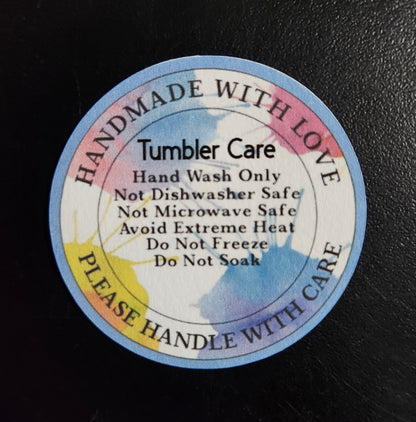 HANDMADE WITH LOVE
Tumbler Care
Hand Wash Only
Not Dishwasher Safe
Not Microwave Safe
Avoid Extreme Heat
Do Not Freeze
Do Not Soak
PLEASE HANDLE WITH CARE